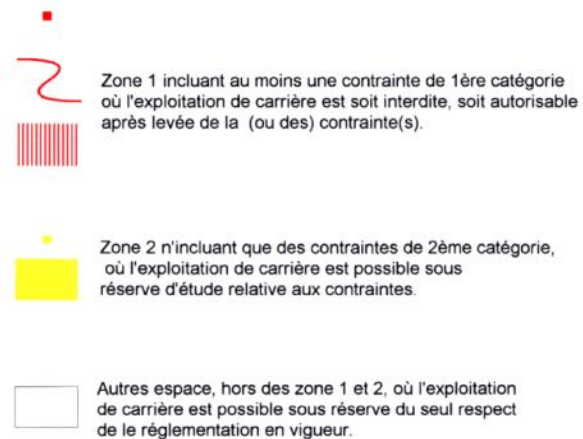 Zone 1 incluant au moins une contrainte de 1ère catégorie
où l'exploitation de carrière est soit interdite, soit autorisable
après levée de la (ou des) contrainte(s).
Zone 2 n'incluant que des contraintes de 2ème catégorie,
où l'exploitation de carrière est possible sous
réserve d'étude relative aux contraintes.
Autres espace, hors des zone 1 et 2, où l'exploitation
de carrière est possible sous réserve du seul respect
de le réglementation en vigueur.